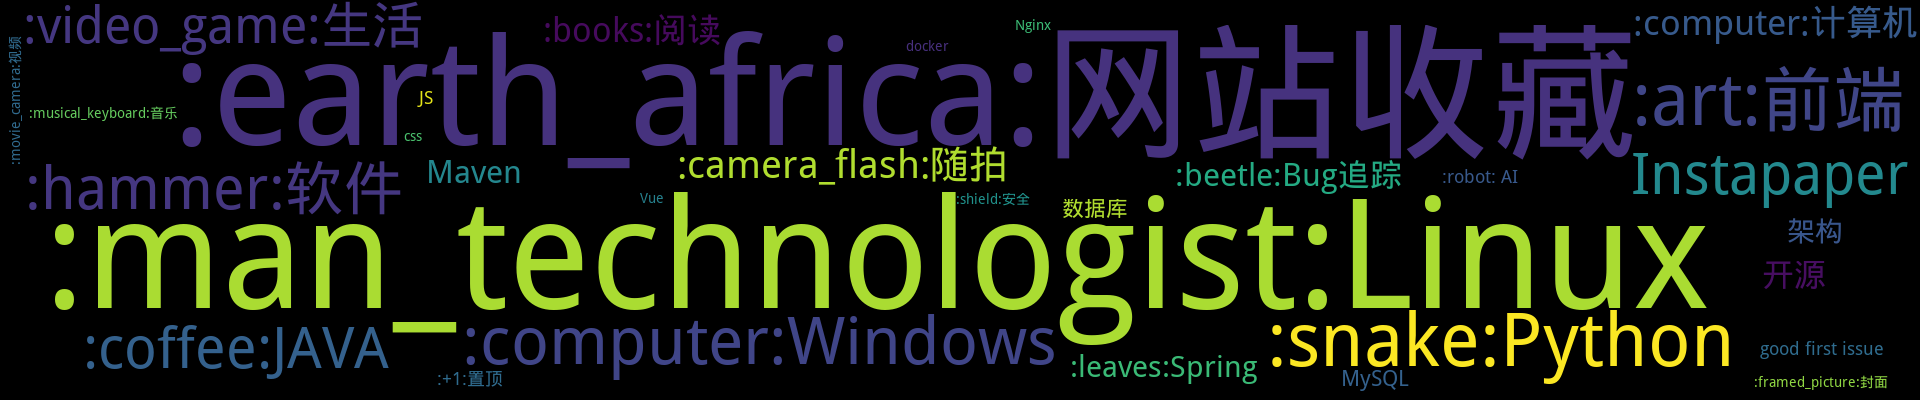 :video_game:生活
:books:阅读
Nginx
:computer:计算机
docker
:movie_camera:视频
:earth_africa:网站收藏
JS
:art:前端
:musical_keyboard:音乐
css
:hammer:软件
Maven
:camera_flash:随拍
:beetle:Bug追踪
:robot: AI
Instapaper
Vue
:shield:安全
数据库
架构
:man_technologist:Linux
开源
:coffee:JAVA
:computer:Windows
:snake:Python
good first issue
:leaves:Spring
:+1:置顶
MySQL
:framed_picture:封面